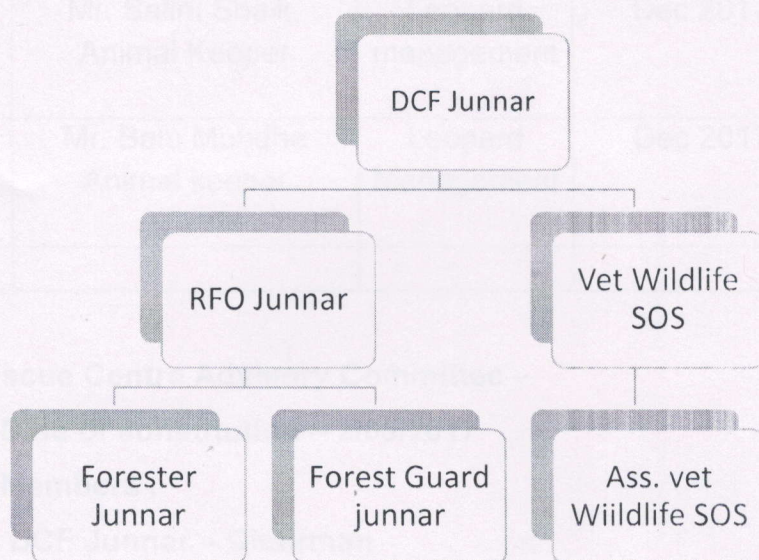 DCF Junnar
RFO Junnar
Vet Wildlife
SOS
Forester
Junnar
Forest Guard
junnar
Ass. vet
Wiildlife SOS